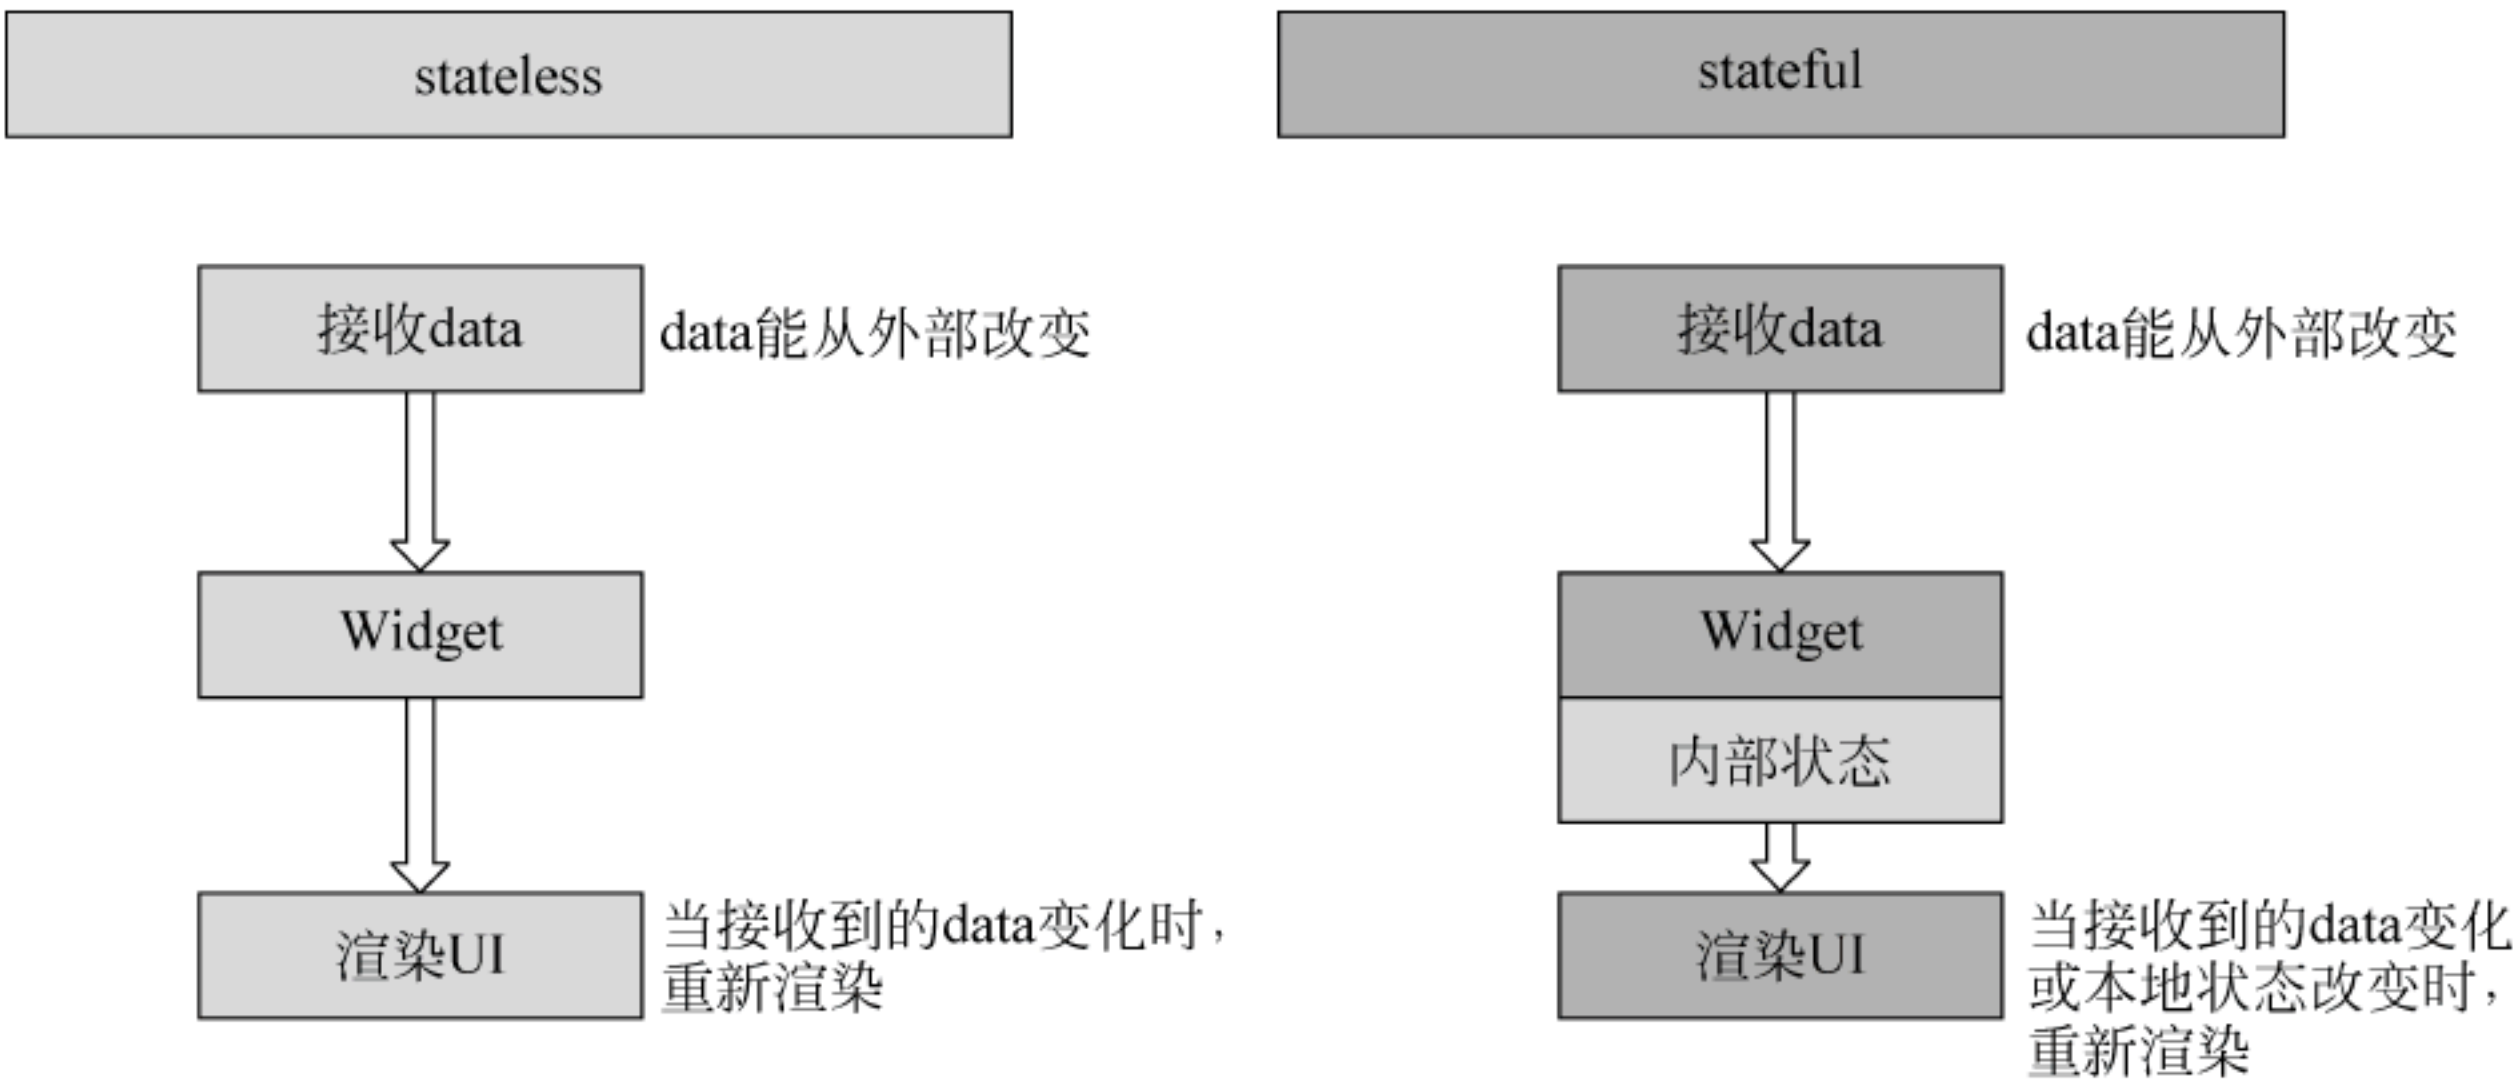 stateless
接收data
data能从外部改变
Widget
渲染UI
当接收到的data变化时，
重新渲染
stateful
接收data
data能从外部改变
Widget
内部状态
渲染UI
当接收到的data变化
或本地状态改变时，
重新渲染